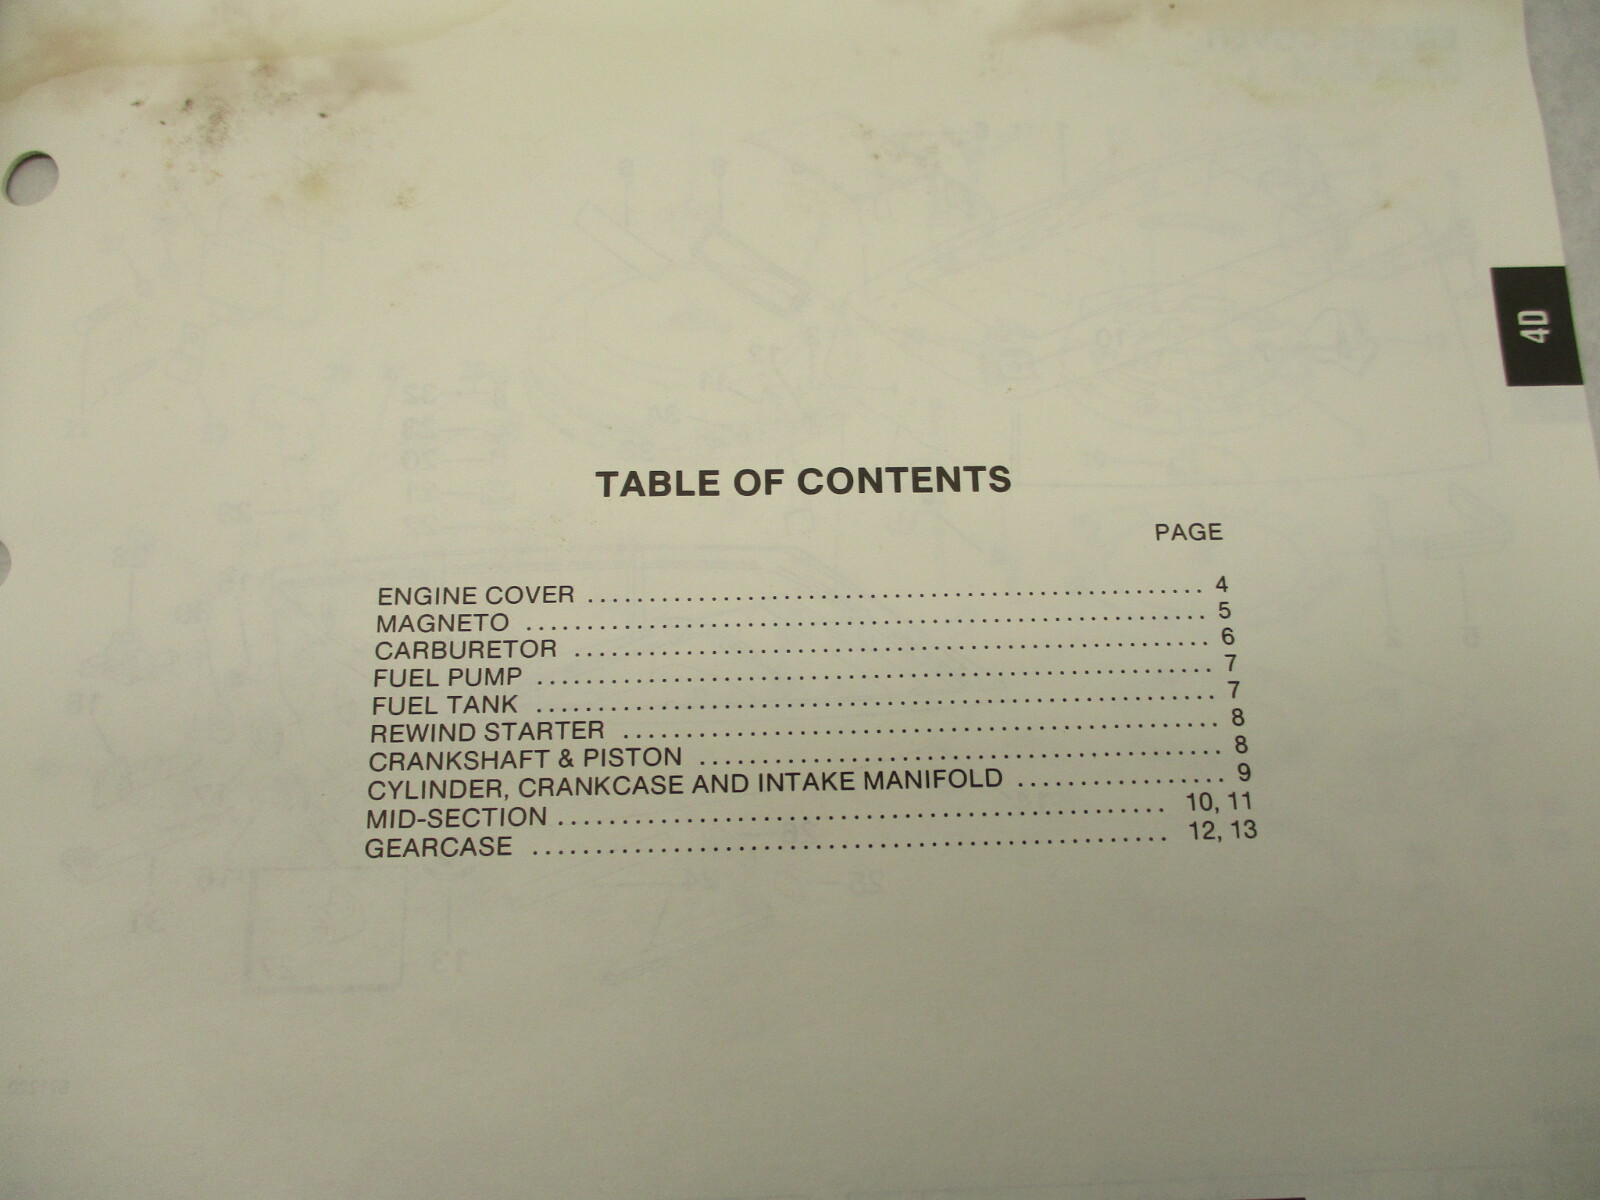 4D
TABLE OF CONTENTS
PAGE
ENGINE COVER .................................................. 4
MAGNETO ....................................................... 5
CARBURETOR .................................................... 6
FUEL PUMP ....................................................... 7
FUEL TANK ....................................................... 7
REWIND STARTER ................................................ 8
CRANKSHAFT & PISTON .......................................... 8
CYLINDER, CRANKCASE AND INTAKE MANIFOLD ................. 9
MID-SECTION ................................................. 10, 11
GEARCASE .................................................... 12, 13